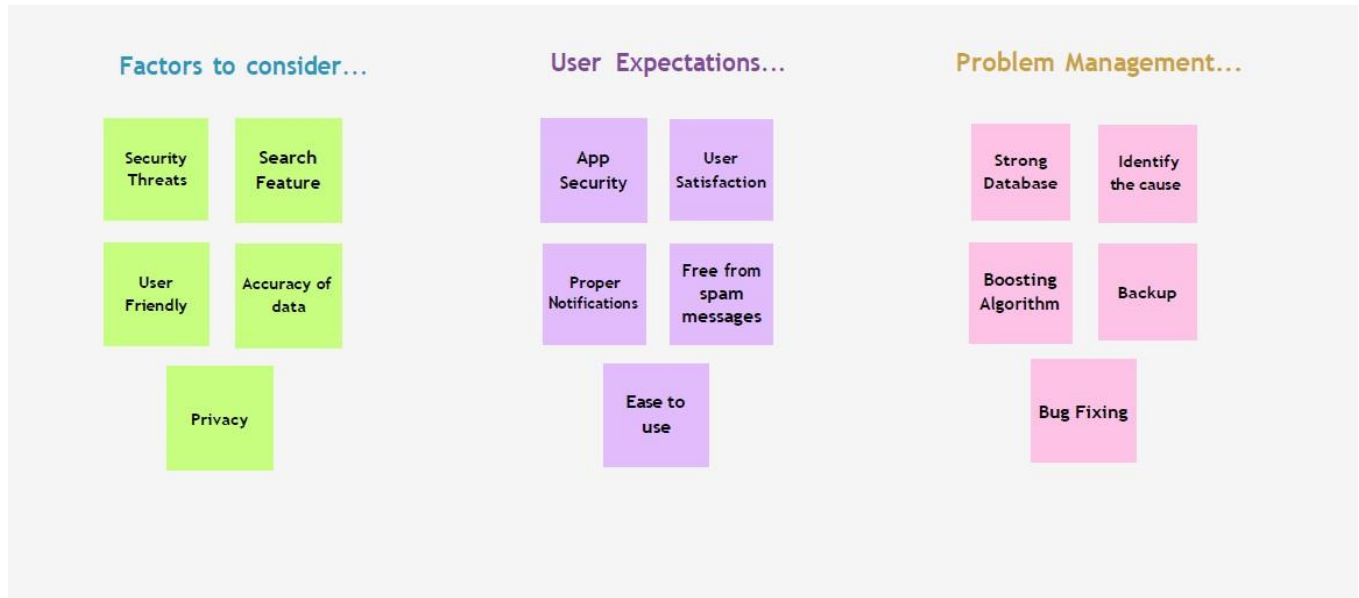 Factors to consider...
Security
Threats
Search
Feature
User
Friendly
Accuracy of
data
Privacy
User Expectations...
App
Security
User
Satisfaction
Proper
Notifications
Free from
spam
messages
Ease to
use
Problem Management...
Strong
Database
Identify
the cause
Boosting
Algorithm
Backup
Bug Fixing